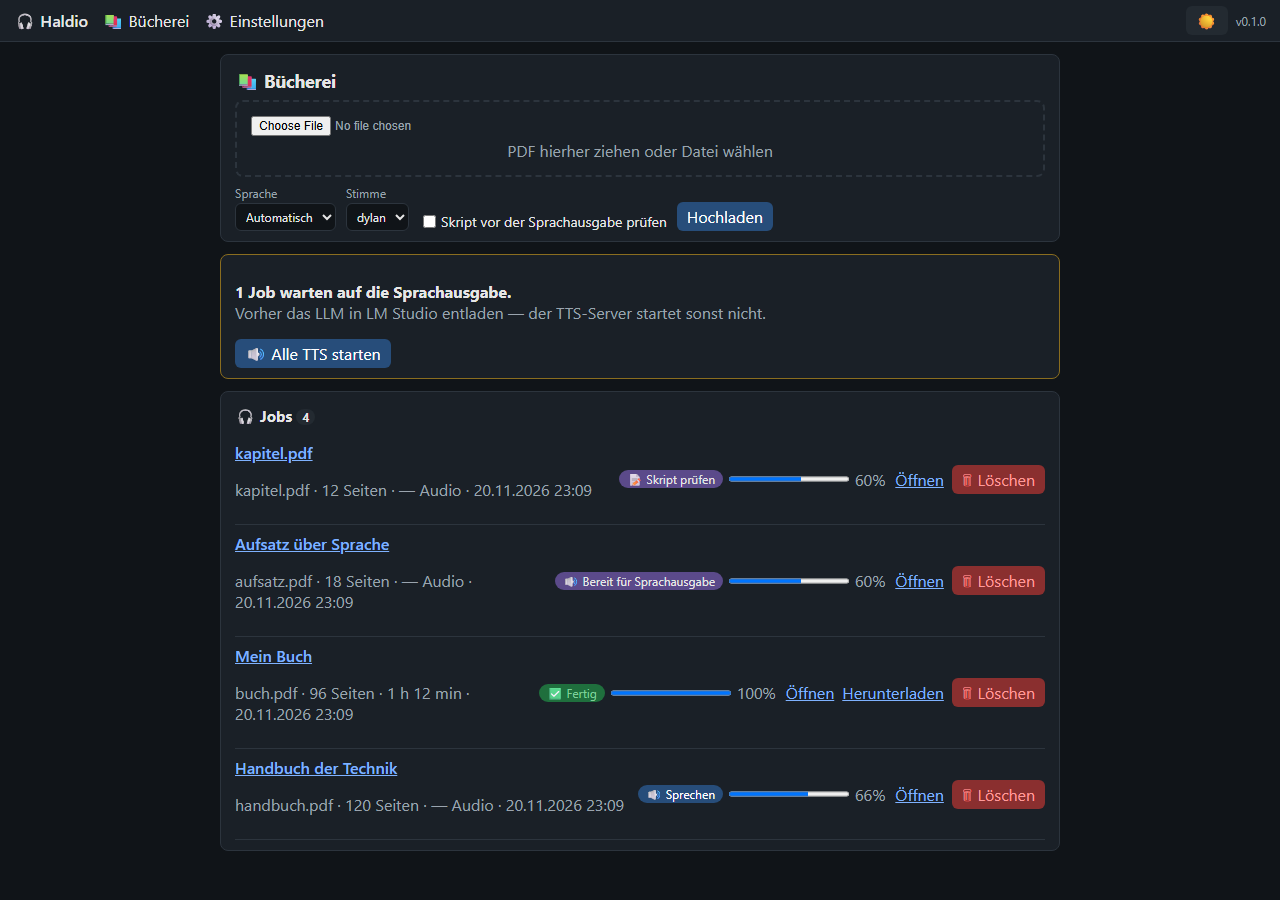 Haldio Bücherei Einstellungen v0.1.0
Bücherei
Choose File No file chosen
PDF hierher ziehen oder Datei wählen
Sprache Stimme
Automatisch dylan Skript vor der Sprachausgabe prüfen Hochladen
1 Job warten auf die Sprachausgabe.
Vorher das LLM in LM Studio entladen — der TTS-Server startet sonst nicht.
Alle TTS starten
Jobs 4
kapitel.pdf
kapitel.pdf · 12 Seiten · — Audio · 20.11.2026 23:09 Skript prüfen 60% Öffnen Löschen
Aufsatz über Sprache
aufsatz.pdf · 18 Seiten · — Audio · Bereit für Sprachausgabe 60% Öffnen Löschen
20.11.2026 23:09
Mein Buch
buch.pdf · 96 Seiten · 1 h 12 min · Fertig 100% Öffnen Herunterladen Löschen
20.11.2026 23:09
Handbuch der Technik
handbuch.pdf · 120 Seiten · — Audio · 20.11.2026 23:09 Sprechen 66% Öffnen Löschen